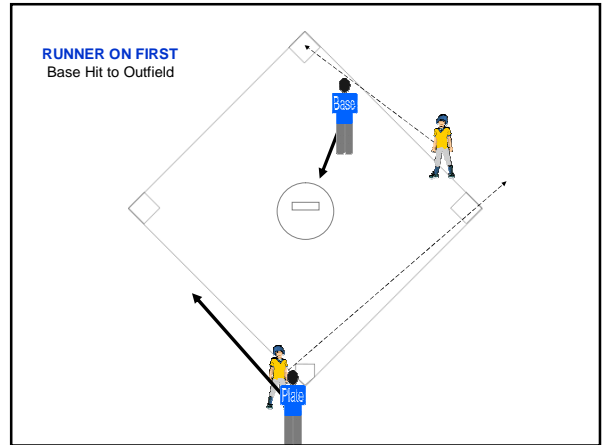 RUNNER ON FIRST
Base Hit to Outfield
Base
Plate